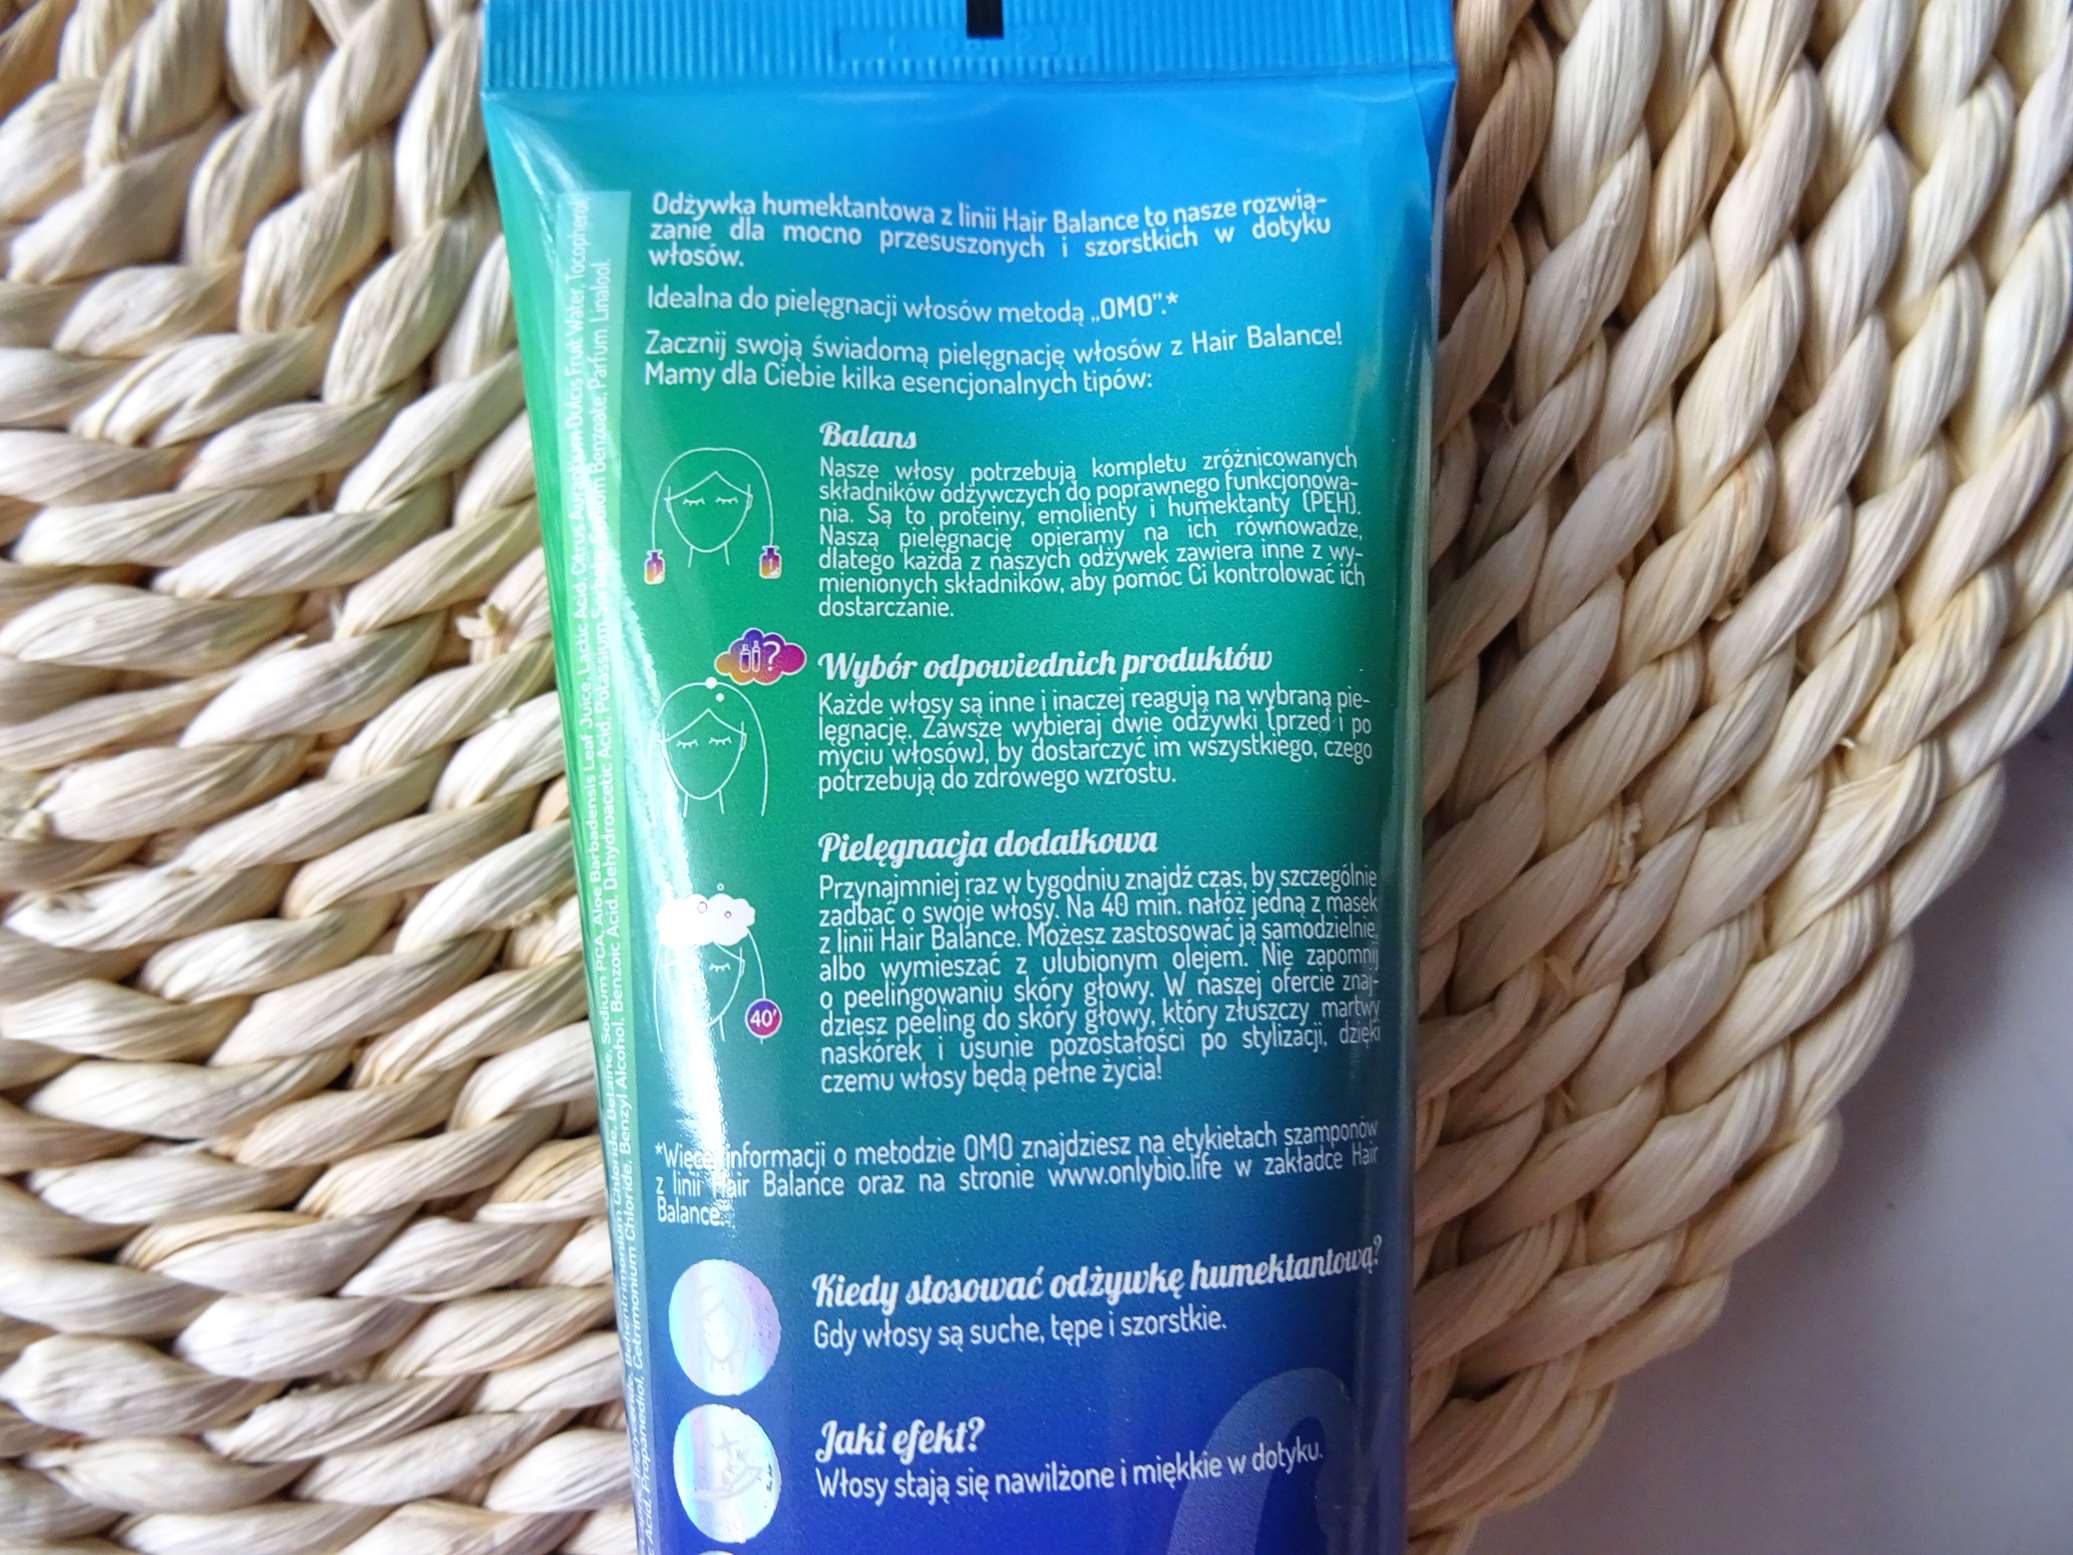 Odżywka humektantowa z linii Hair Balance to nasze rozwią-
zanie dla mocno przesuszonych i szorstkich w dotyku
włosów.
Idealna do pielęgnacji włosów metodą „OMO”.*
Zacznij swoją świadomą pielęgnację włosów z Hair Balance!
Mamy dla Ciebie kilka esencjonalnych tipów:
Balans
Nasze włosy potrzebują kompletu zróżnicowanych
składników odżywczych do poprawnego funkcjonowa-
nia. Są to proteiny, emolienty i humektanty (PEH).
Naszą pielęgnację opieramy na ich równowadze,
dlatego każda z naszych odżywek zawiera inne z wy-
mienionych składników, aby pomóc Ci kontrolować ich
dostarczanie.
?
Wybór odpowiednich produktów
Każde włosy są inne i inaczej reagują na wybraną pie-
lęgnację. Zawsze wybieraj dwie odżywki (przed i po
myciu włosów), by dostarczyć im wszystkiego, czego
potrzebują do zdrowego wzrostu.
Pielęgnacja dodatkowa
Przynajmniej raz w tygodniu znajdź czas, by szczególnie
zadbać o swoje włosy. Na 40 min. nałóż jedną z masek
z linii Hair Balance. Możesz zastosować ją samodzielnie,
albo wymieszać z ulubionym olejem. Nie zapomnij
o peelingowaniu skóry głowy. W naszej ofercie znaj-
dziesz peeling do skóry głowy, który złuszczy martwy
naskórek i usunie pozostałości po stylizacji, dzięki
czemu włosy będą pełne życia!
40'
*Więcej informacji o metodzie OMO znajdziesz na etykietach szamponów
z linii Hair Balance oraz na stronie www.onlybio.life w zakładce Hair
Balance.
Kiedy stosować odżywkę humektantową?
Gdy włosy są suche, tępe i szorstkie.
Jaki efekt?
Włosy stają się nawilżone i miękkie w dotyku.
Behentrimonium Chloride, Betaine, Sodium PCA, Aloe Barbadensis Leaf Juice, Lactic Acid, Citrus Aurantium Dulcis Fruit Water, Tocopherol
Acid, Propanediol, Cetrimonium Chloride, Benzyl Alcohol, Benzoic Acid, Dehydroacetic Acid, Potassium Sorbate, Sodium Benzoate, Parfum, Linalool.